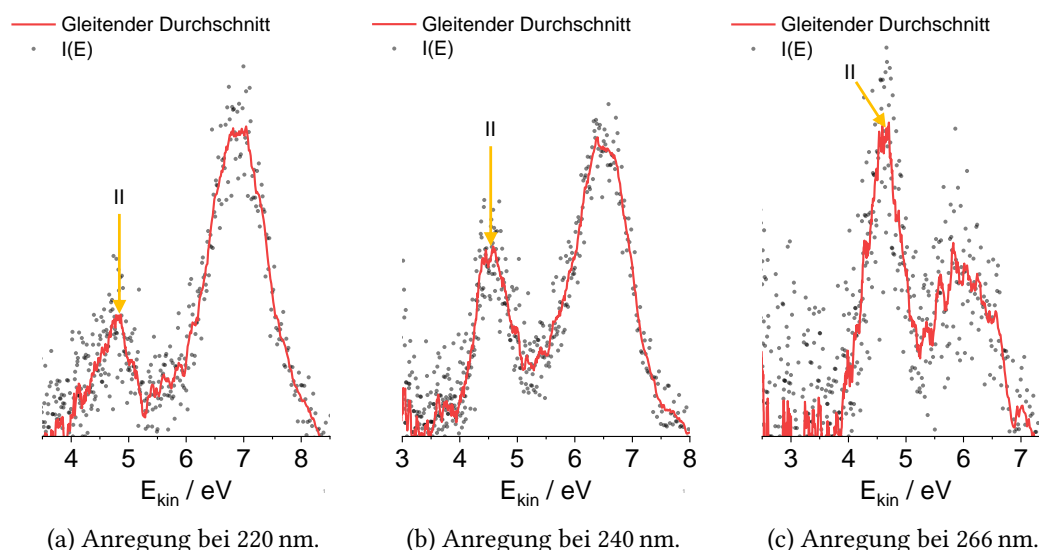 Gleitender Durchschnitt
I(E)
II
4 5 6 7 8
E_kin / eV
(a) Anregung bei 220 nm.
Gleitender Durchschnitt
I(E)
II
3 4 5 6 7 8
E_kin / eV
(b) Anregung bei 240 nm.
Gleitender Durchschnitt
I(E)
II
3 4 5 6 7
E_kin / eV
(c) Anregung bei 266 nm.